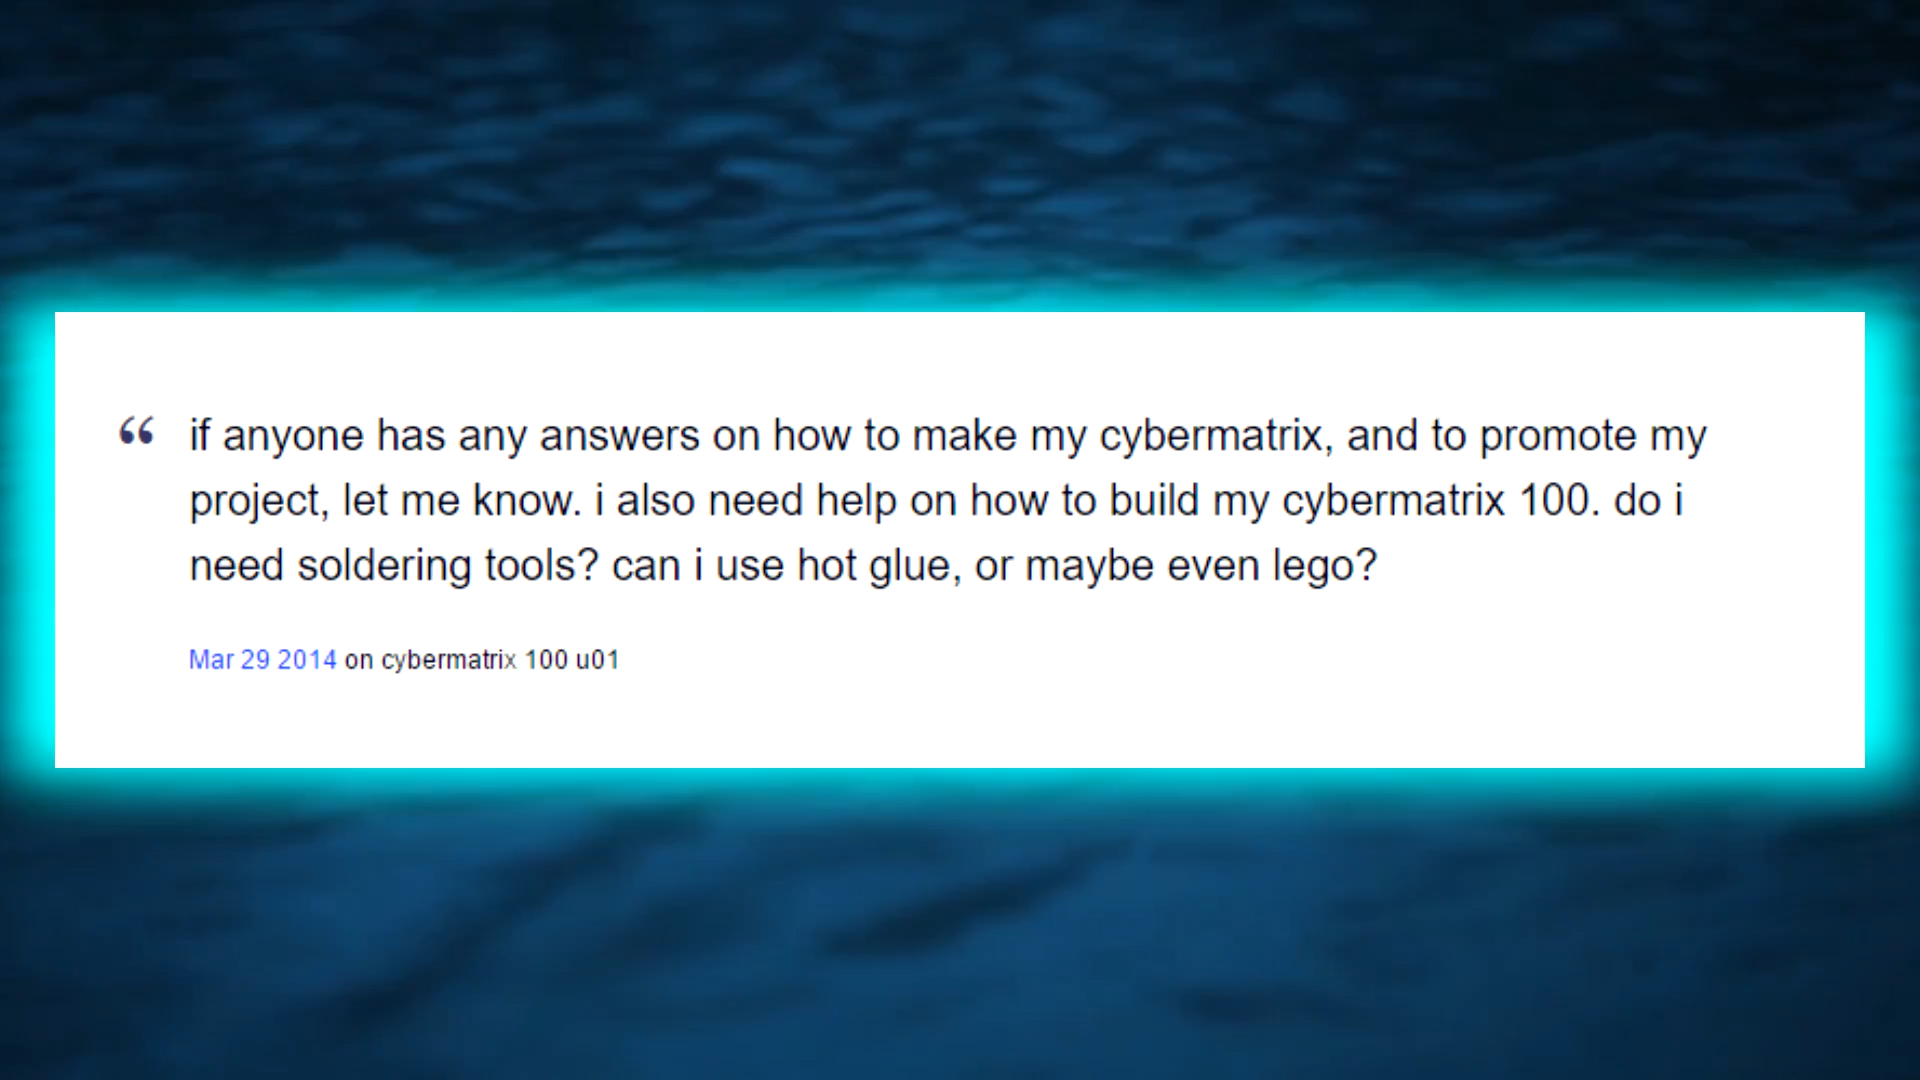 “ if anyone has any answers on how to make my cybermatrix, and to promote my
project, let me know. i also need help on how to build my cybermatrix 100. do i
need soldering tools? can i use hot glue, or maybe even lego?
Mar 29 2014 on cybermatrix 100 u01